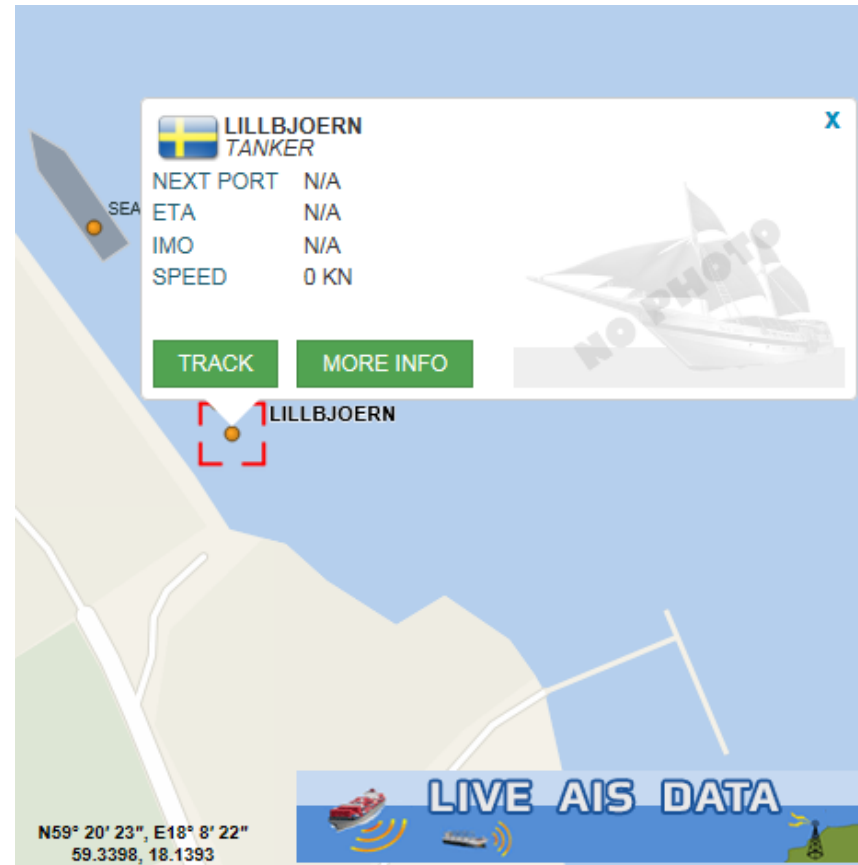 LILLBJOERN
X
TANKER
NEXT PORT N/A
SEA
ETA N/A
IMO N/A
SPEED 0 KN
NO PHOTO
TRACK MORE INFO
LILLBJOERN
LIVE AIS DATA
N59° 20' 23", E18° 8' 22"
59.3398, 18.1393